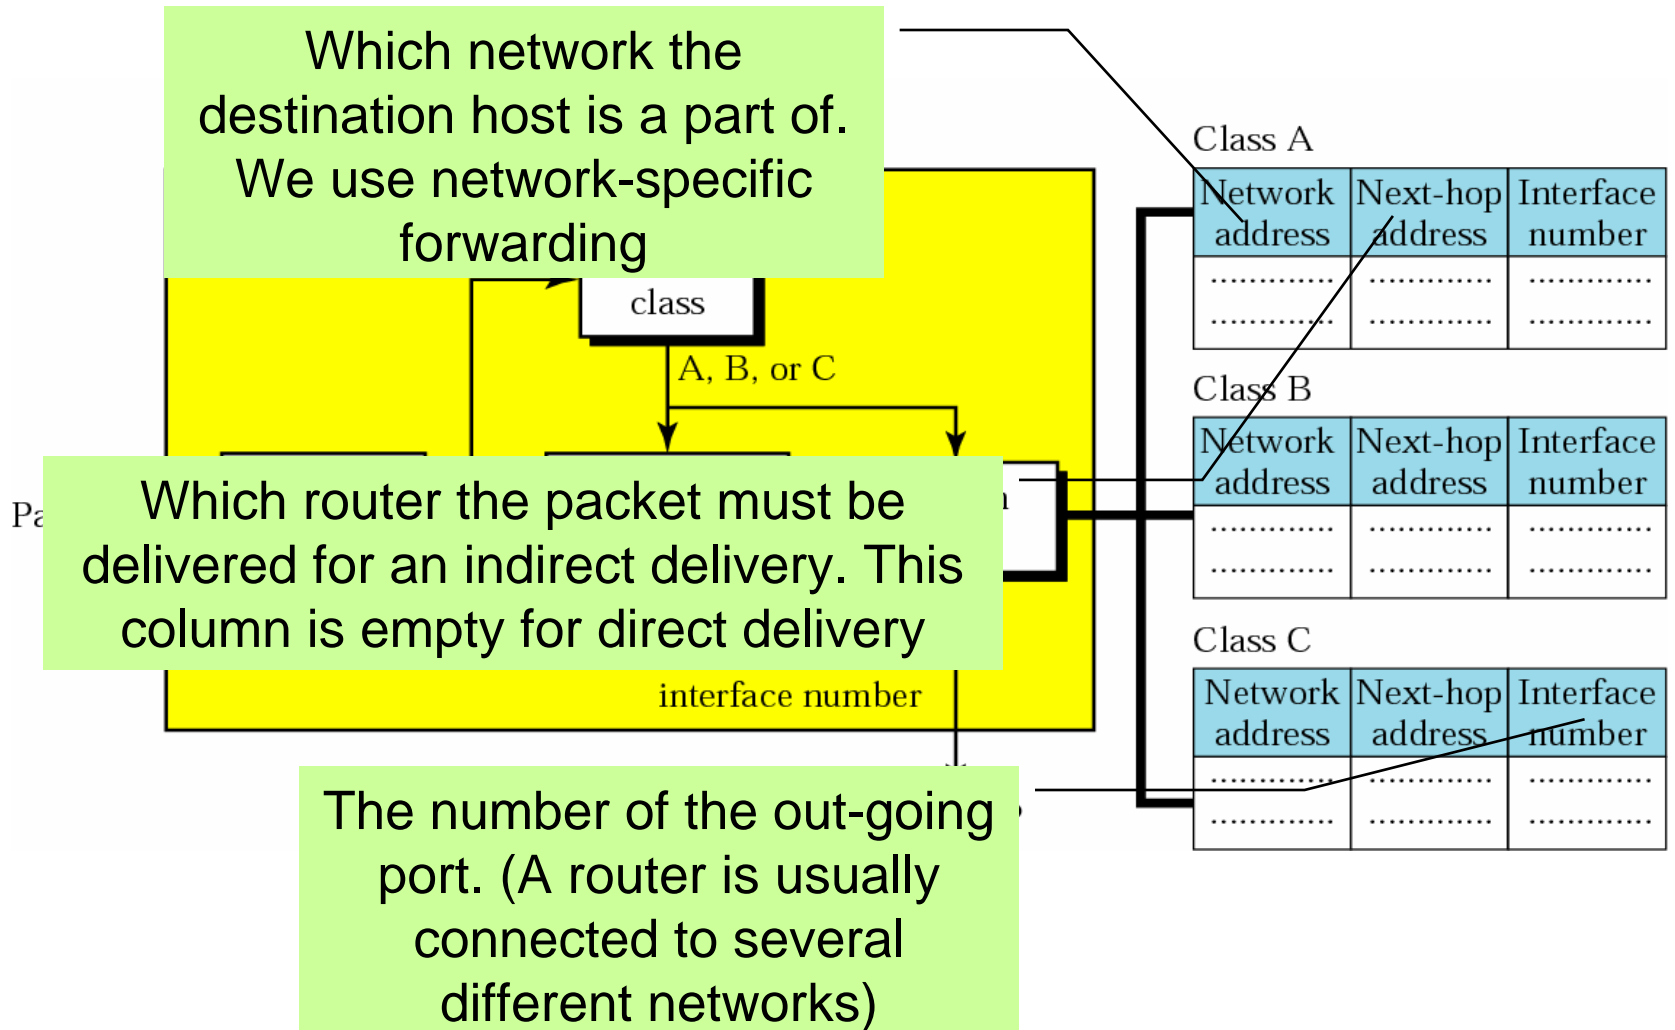 Which network the
destination host is a part of.
We use network-specific
forwarding
class
A, B, or C
Which router the packet must be
delivered for an indirect delivery. This
column is empty for direct delivery
interface number
The number of the out-going
port. (A router is usually
connected to several
different networks)
Class A
Network address
Next-hop address
Interface number
.............
.............
.............
.............
.............
.............
Class B
Network address
Next-hop address
Interface number
.............
.............
.............
.............
.............
.............
Class C
Network address
Next-hop address
Interface number
.............
.............
.............
.............
.............
.............